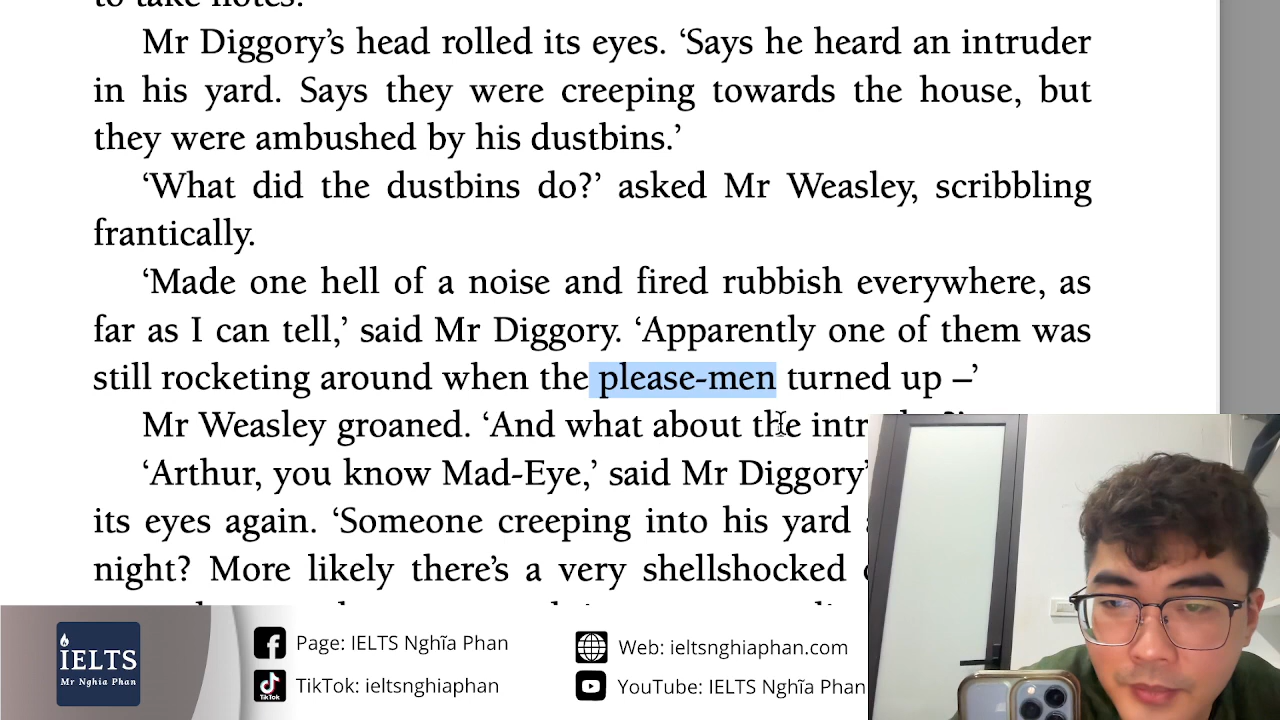 to take notes.
Mr Diggory’s head rolled its eyes. ‘Says he heard an intruder
in his yard. Says they were creeping towards the house, but
they were ambushed by his dustbins.’
‘What did the dustbins do?’ asked Mr Weasley, scribbling
frantically.
‘Made one hell of a noise and fired rubbish everywhere, as
far as I can tell,’ said Mr Diggory. ‘Apparently one of them was
still rocketing around when the please-men turned up –’
Mr Weasley groaned. ‘And what about the
‘Arthur, you know Mad-Eye,’ said Mr Diggory’
its eyes again. ‘Someone creeping into his yard
night? More likely there’s a very shellshocked
IELTS
Mr Nghia Phan
Page: IELTS Nghĩa Phan
TikTok
TikTok: ieltsnghiaphan
Web: ieltsnghiaphan.com
YouTube: IELTS Nghĩa Phan